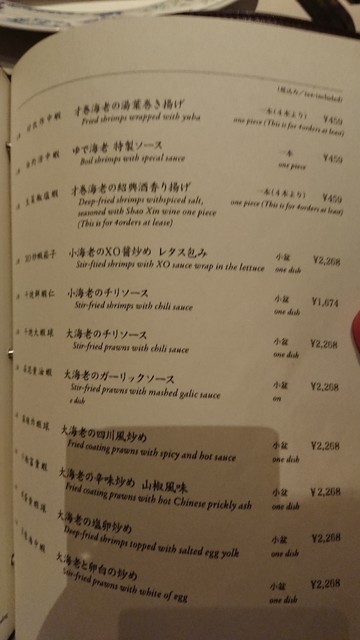 (税込み/tax-included)
才巻海老の湯葉巻き揚げ 一本(4本より) ¥459
Fried shrimps wrapped with yuba one piece (This is for 4orders at least)
ゆで海老 特製ソース 一本 ¥459
Boil shrimps with specal sauce one piece
才巻海老の紹興酒香り揚げ 一本(4本より) ¥459
Deep-fried shrimps withspiced salt, one piece (This is for 4orders at least)
seasoned with Shao Xin wine one piece
(This is for 4orders at least)
小海老のXO醤炒め レタス包み 小盆 ¥2,268
Stir-fried shrimps with XO sauce wrap in the lettuce one dish
小海老のチリソース 小盆 ¥1,674
Stir-fried shrimps with chili sauce one dish
大海老のチリソース 小盆 ¥2,268
Stir-fried prawns with chili sauce one dish
大海老のガーリックソース 小盆 ¥2,268
Stir-fried prawns with mashed galic sauce on
e dish
大海老の四川風炒め 小盆 ¥2,268
Fried coating prawns with spicy and hot sauce one dish
大海老の辛味炒め 山椒風味 小盆 ¥2,268
Fried coating prawns with hot Chinese prickly ash one dish
大海老の塩卵炒め 小盆 ¥2,268
Deep-fried shrimps topped with salted egg yolk one dish
大海老と卵白の炒め 小盆 ¥2,268
Stir-fried prawns with white of egg one dish